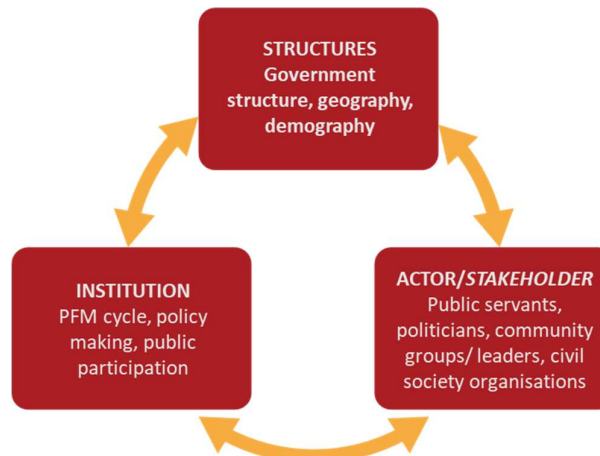 STRUCTURES
Government
structure, geography,
demography
INSTITUTION
PFM cycle, policy
making, public
participation
ACTOR/STAKEHOLDER
Public servants,
politicians, community
groups/ leaders, civil
society organisations